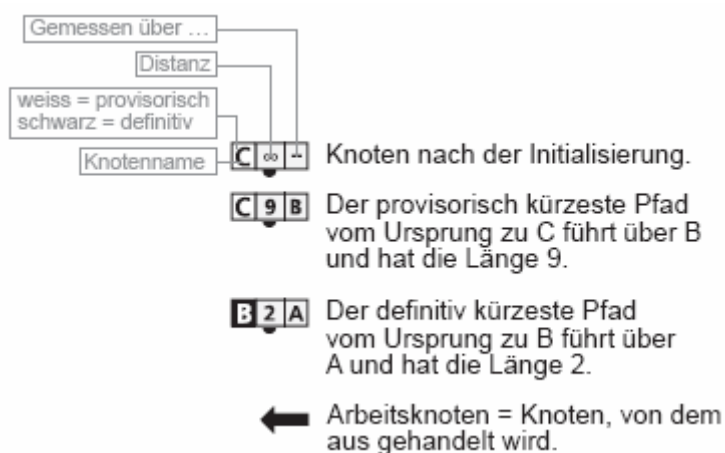 Gemessen über ...
Distanz
weiss = provisorisch
schwarz = definitiv
Knotenname
C ∞ --
Knoten nach der Initialisierung.
C 9 B
Der provisorisch kürzeste Pfad
vom Ursprung zu C führt über B
und hat die Länge 9.
B 2 A
Der definitiv kürzeste Pfad
vom Ursprung zu B führt über
A und hat die Länge 2.
Arbeitsknoten = Knoten, von dem
aus gehandelt wird.